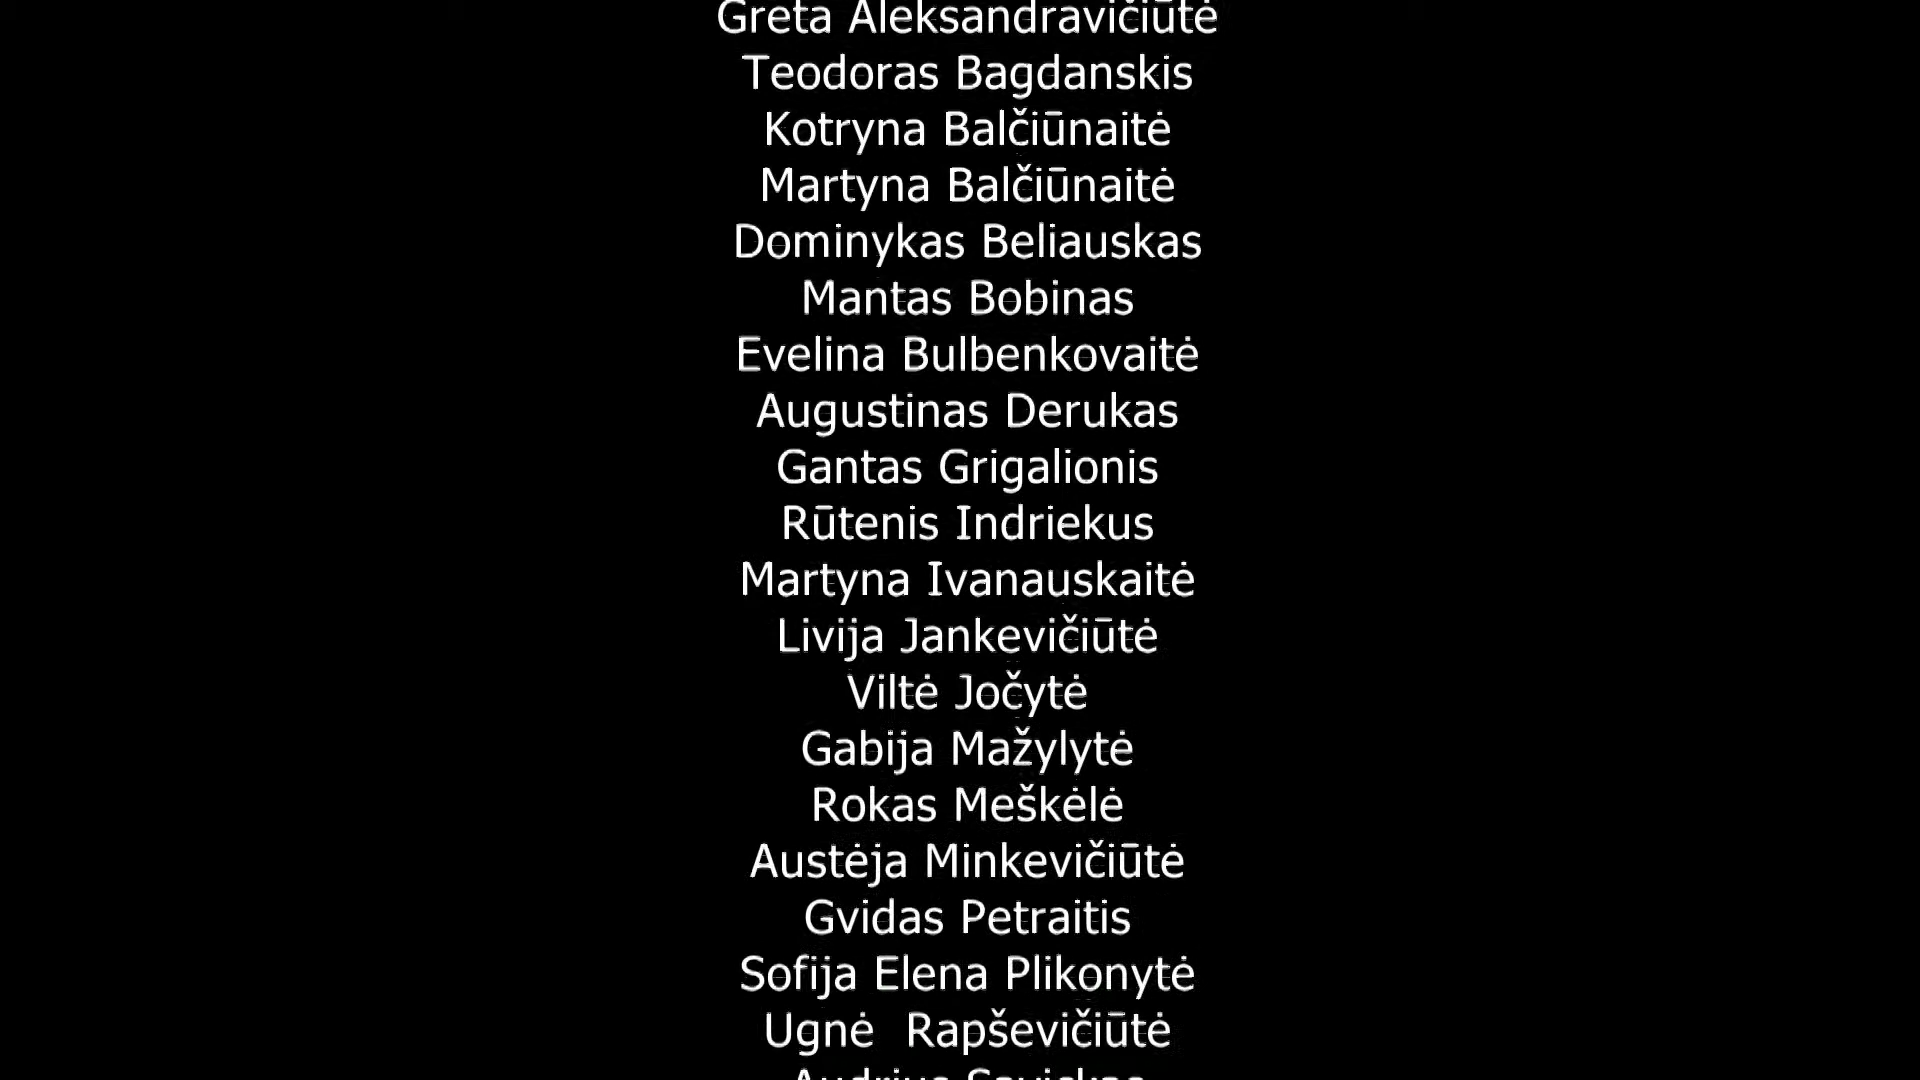 Greta Aleksandravičiūtė
Teodoras Bagdanskis
Kotryna Balčiūnaitė
Martyna Balčiūnaitė
Dominykas Beliauskas
Mantas Bobinas
Evelina Bulbenkovaitė
Augustinas Derukas
Gantas Grigalionis
Rūtenis Indriekus
Martyna Ivanauskaitė
Livija Jankevičiūtė
Viltė Jočytė
Gabija Mažylytė
Rokas Meškėlė
Austėja Minkevičiūtė
Gvidas Petraitis
Sofija Elena Plikonytė
Ugnė  Rapševičiūtė